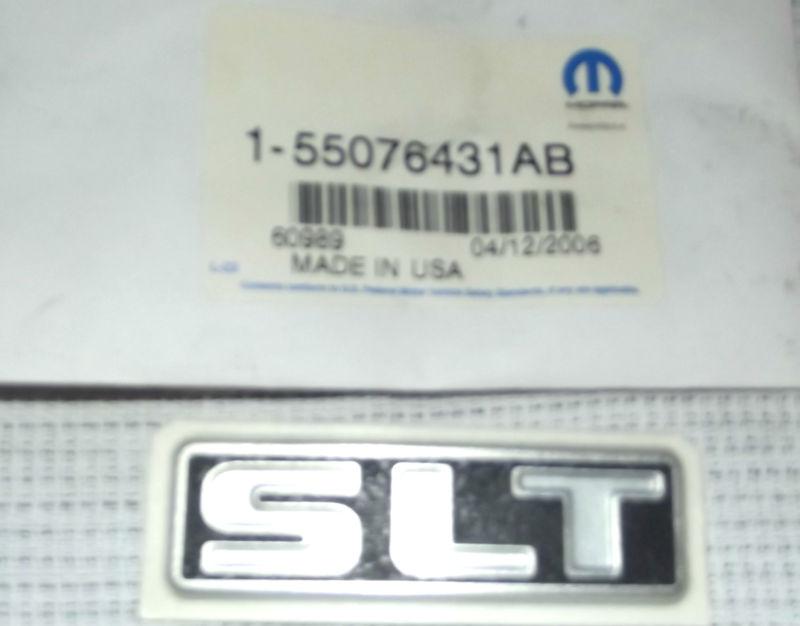 1-55076431AB
60989 04/12/2006
MADE IN USA
SLT